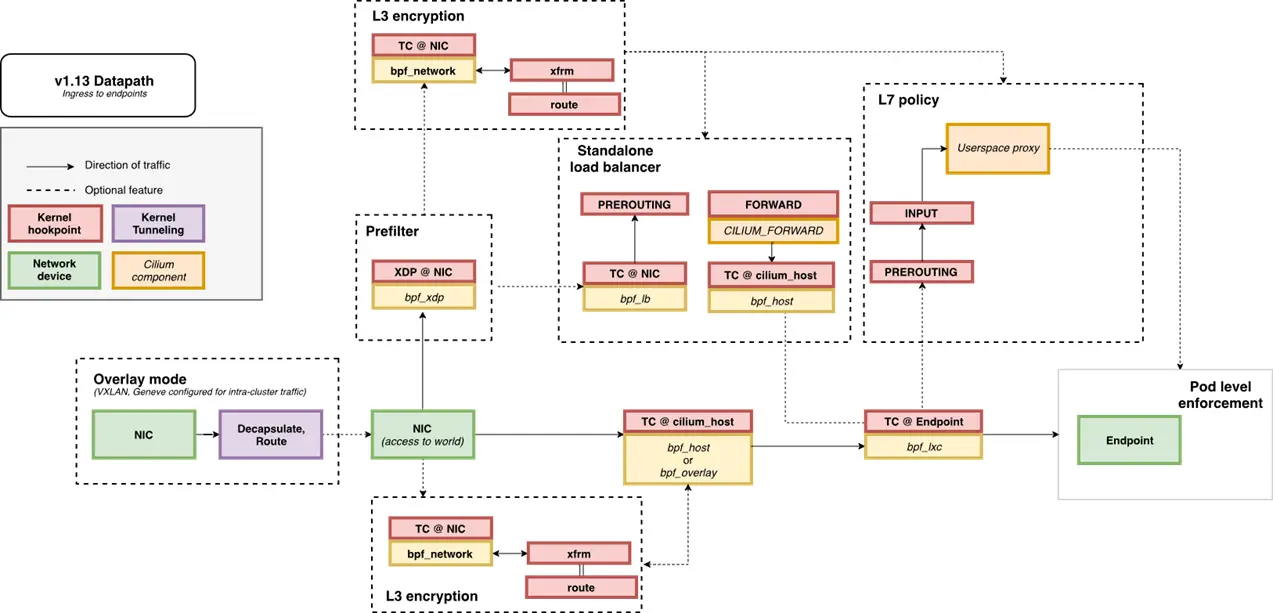 L3 encryption
TC @ NIC
bpf_network
xfrm
route
v1.13 Datapath
Ingress to endpoints
Direction of traffic
Optional feature
Kernel
hookpoint
Kernel
Tunneling
Network
device
Cilium
component
Prefilter
XDP @ NIC
bpf_xdp
Standalone
load balancer
PREROUTING
TC @ NIC
bpf_lb
FORWARD
CILIUM_FORWARD
TC @ cilium_host
bpf_host
L7 policy
Userspace proxy
INPUT
PREROUTING
Overlay mode
(VXLAN, Geneve configured for intra-cluster traffic)
NIC
Decapsulate,
Route
NIC
(access to world)
TC @ cilium_host
bpf_host
or
bpf_overlay
TC @ Endpoint
bpf_lxc
Pod level
enforcement
Endpoint
TC @ NIC
bpf_network
xfrm
route
L3 encryption